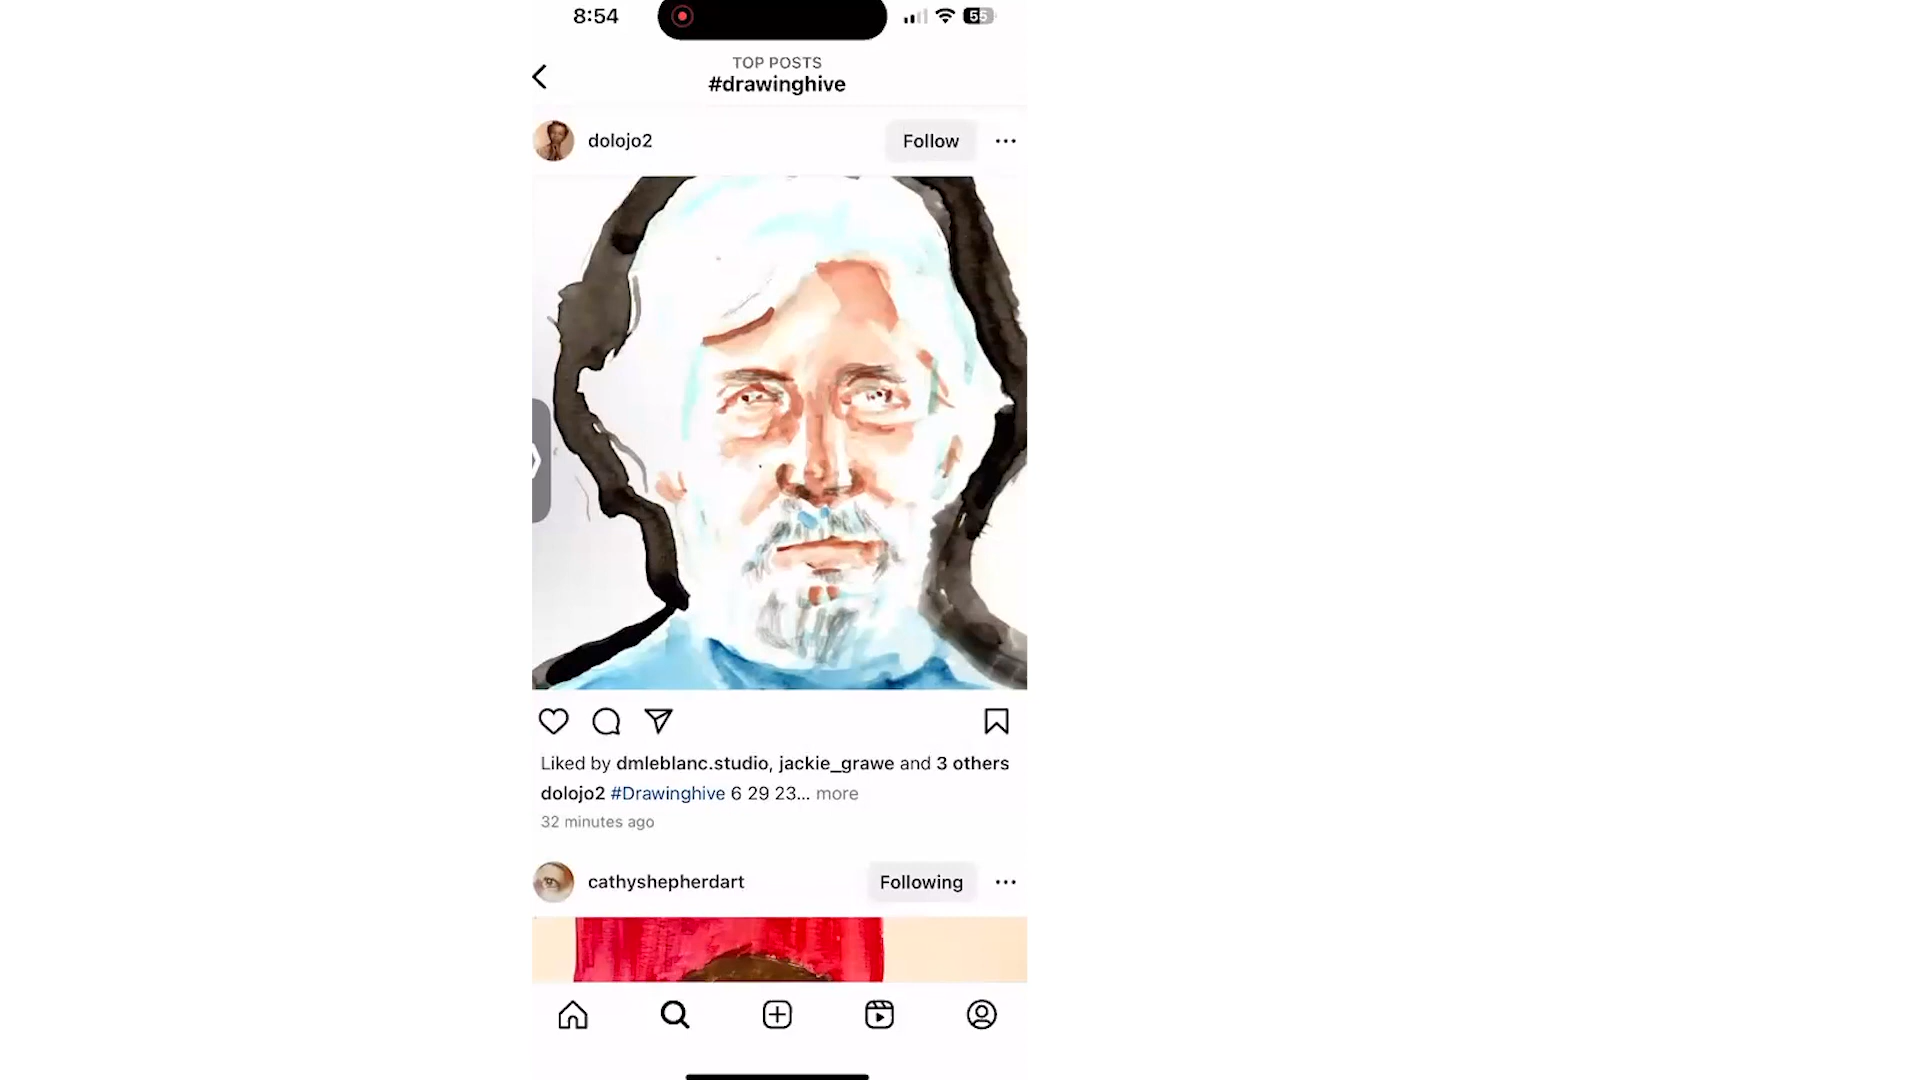 8:54
55
TOP POSTS
#drawinghive
dolojo2
Follow
Liked by dmleblanc.studio, jackie_grawe and 3 others
dolojo2 #Drawinghive 6 29 23... more
32 minutes ago
cathyshepherdart
Following